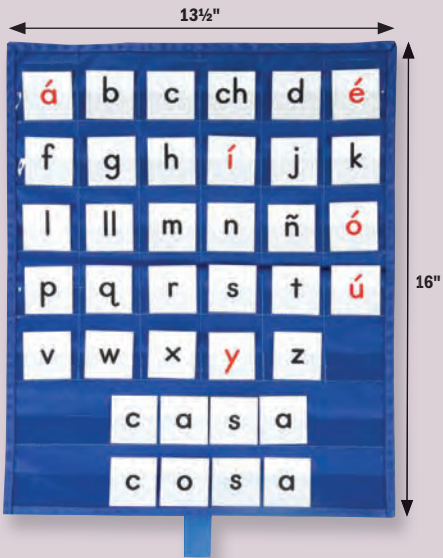 13½"
á b c ch d é
f g h í j k
l ll m n ñ ó
p q r s t ú
v w x y z
c a s a
c o s a
16"